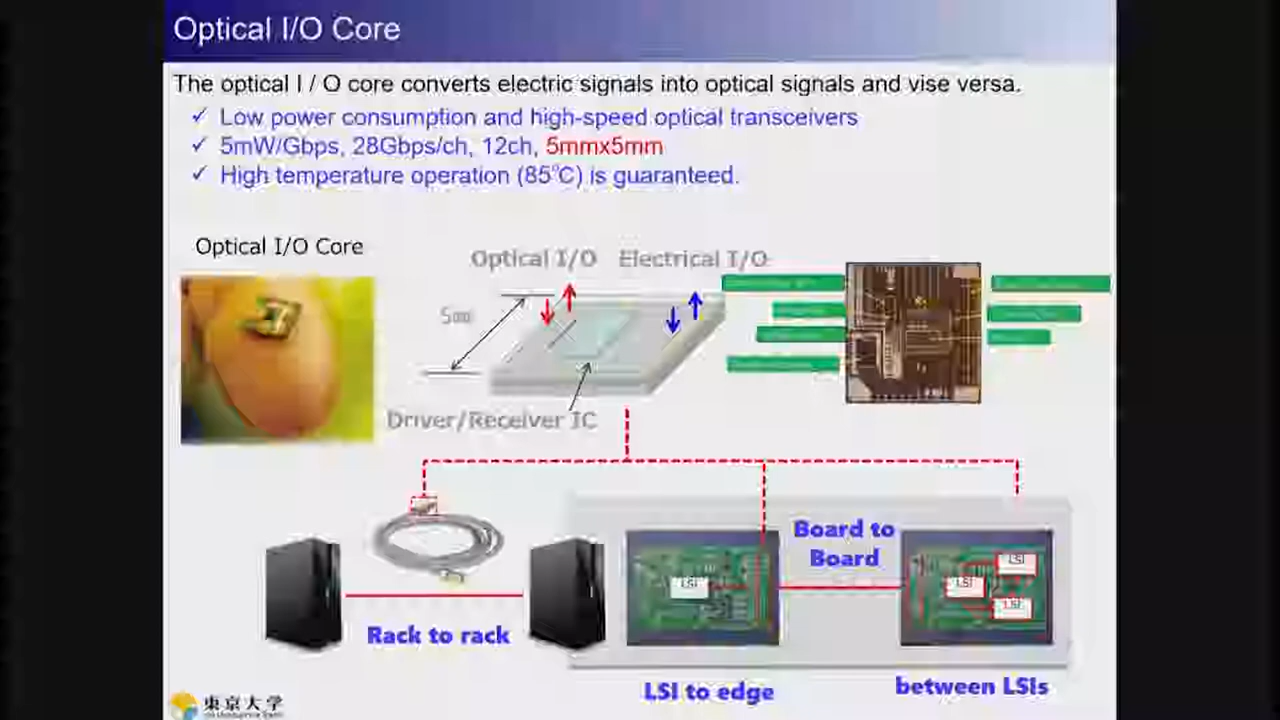 Optical I/O Core
The optical I / O core converts electric signals into optical signals and vise versa.
✓ Low power consumption and high-speed optical transceivers
✓ 5mW/Gbps, 28Gbps/ch, 12ch, 5mmx5mm
✓ High temperature operation (85℃) is guaranteed.
Optical I/O Core
Optical I/O Electrical I/O
5㎜
Driver/Receiver IC
Board to
Board
LSI
LSI
LSI
LSI
Rack to rack
LSI to edge
between LSIs
東京大学